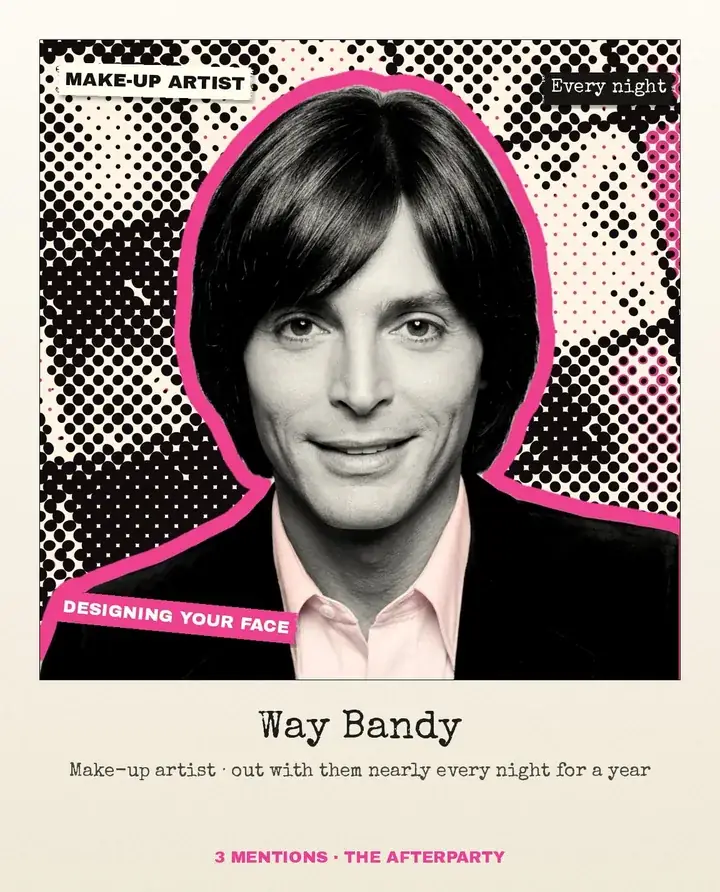 MAKE-UP ARTIST
Every night
DESIGNING YOUR FACE
Way Bandy
Make-up artist · out with them nearly every night for a year
3 MENTIONS · THE AFTERPARTY